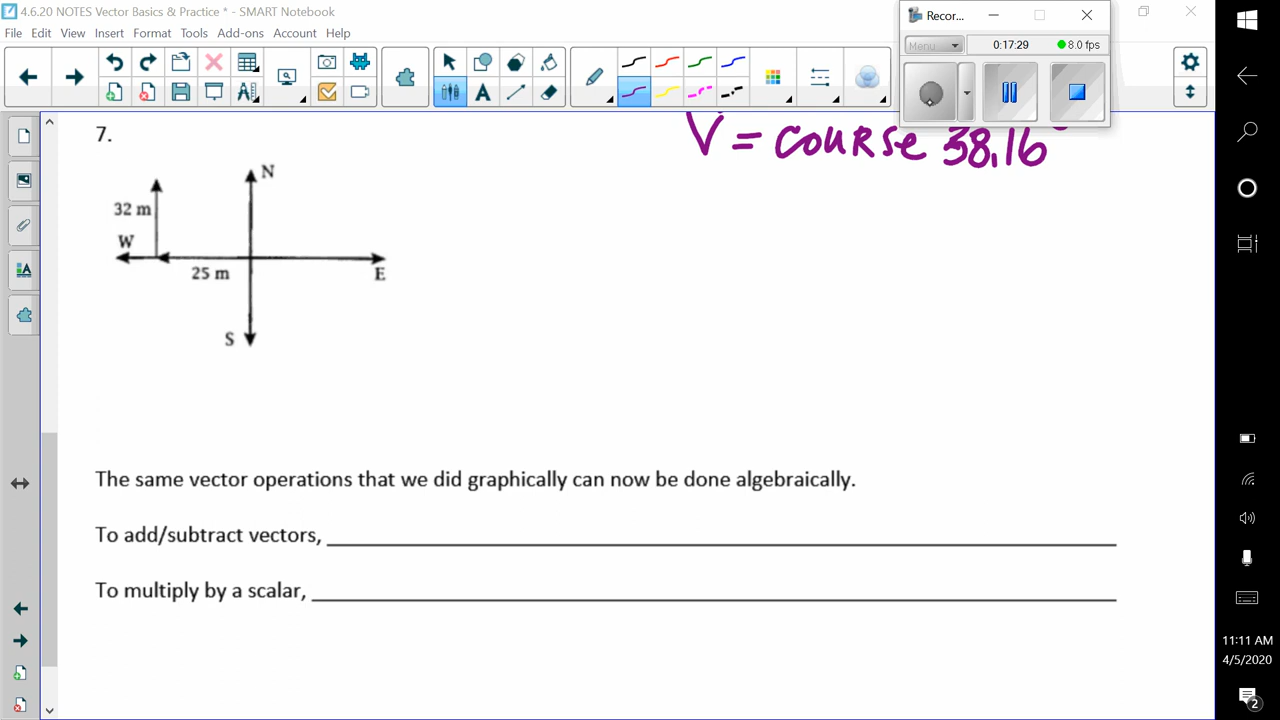 4.6.20 NOTES Vector Basics & Practice * - SMART Notebook
Recor...
File Edit View Insert Format Tools Add-ons Account Help
Menu
0:17:29
8.0 fps
7.
V = course 38.16°
N
32 m
W
25 m
E
S
The same vector operations that we did graphically can now be done algebraically.
To add/subtract vectors,
To multiply by a scalar,
11:11 AM
4/5/2020
2